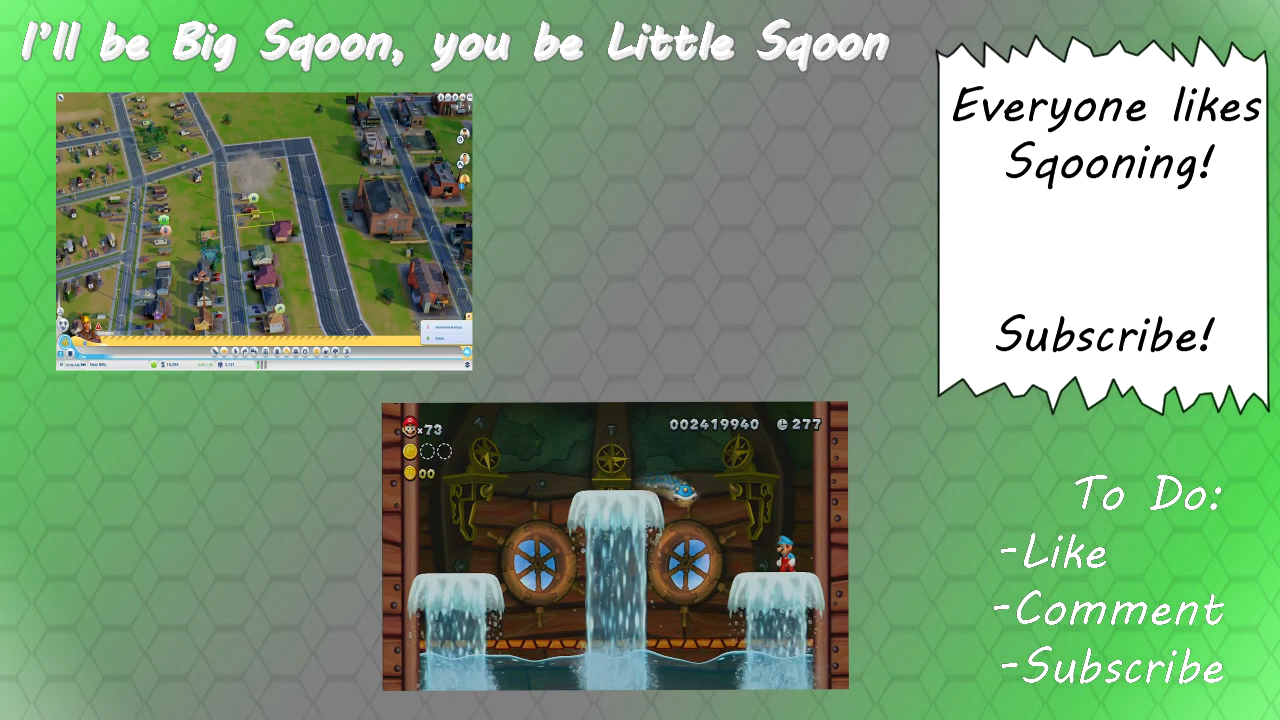 I'll be Big Sqoon, you be Little Sqoon
Everyone likes
Sqooning!
Subscribe!
x73
002419940 277
00
To Do:
-Like
-Comment
-Subscribe